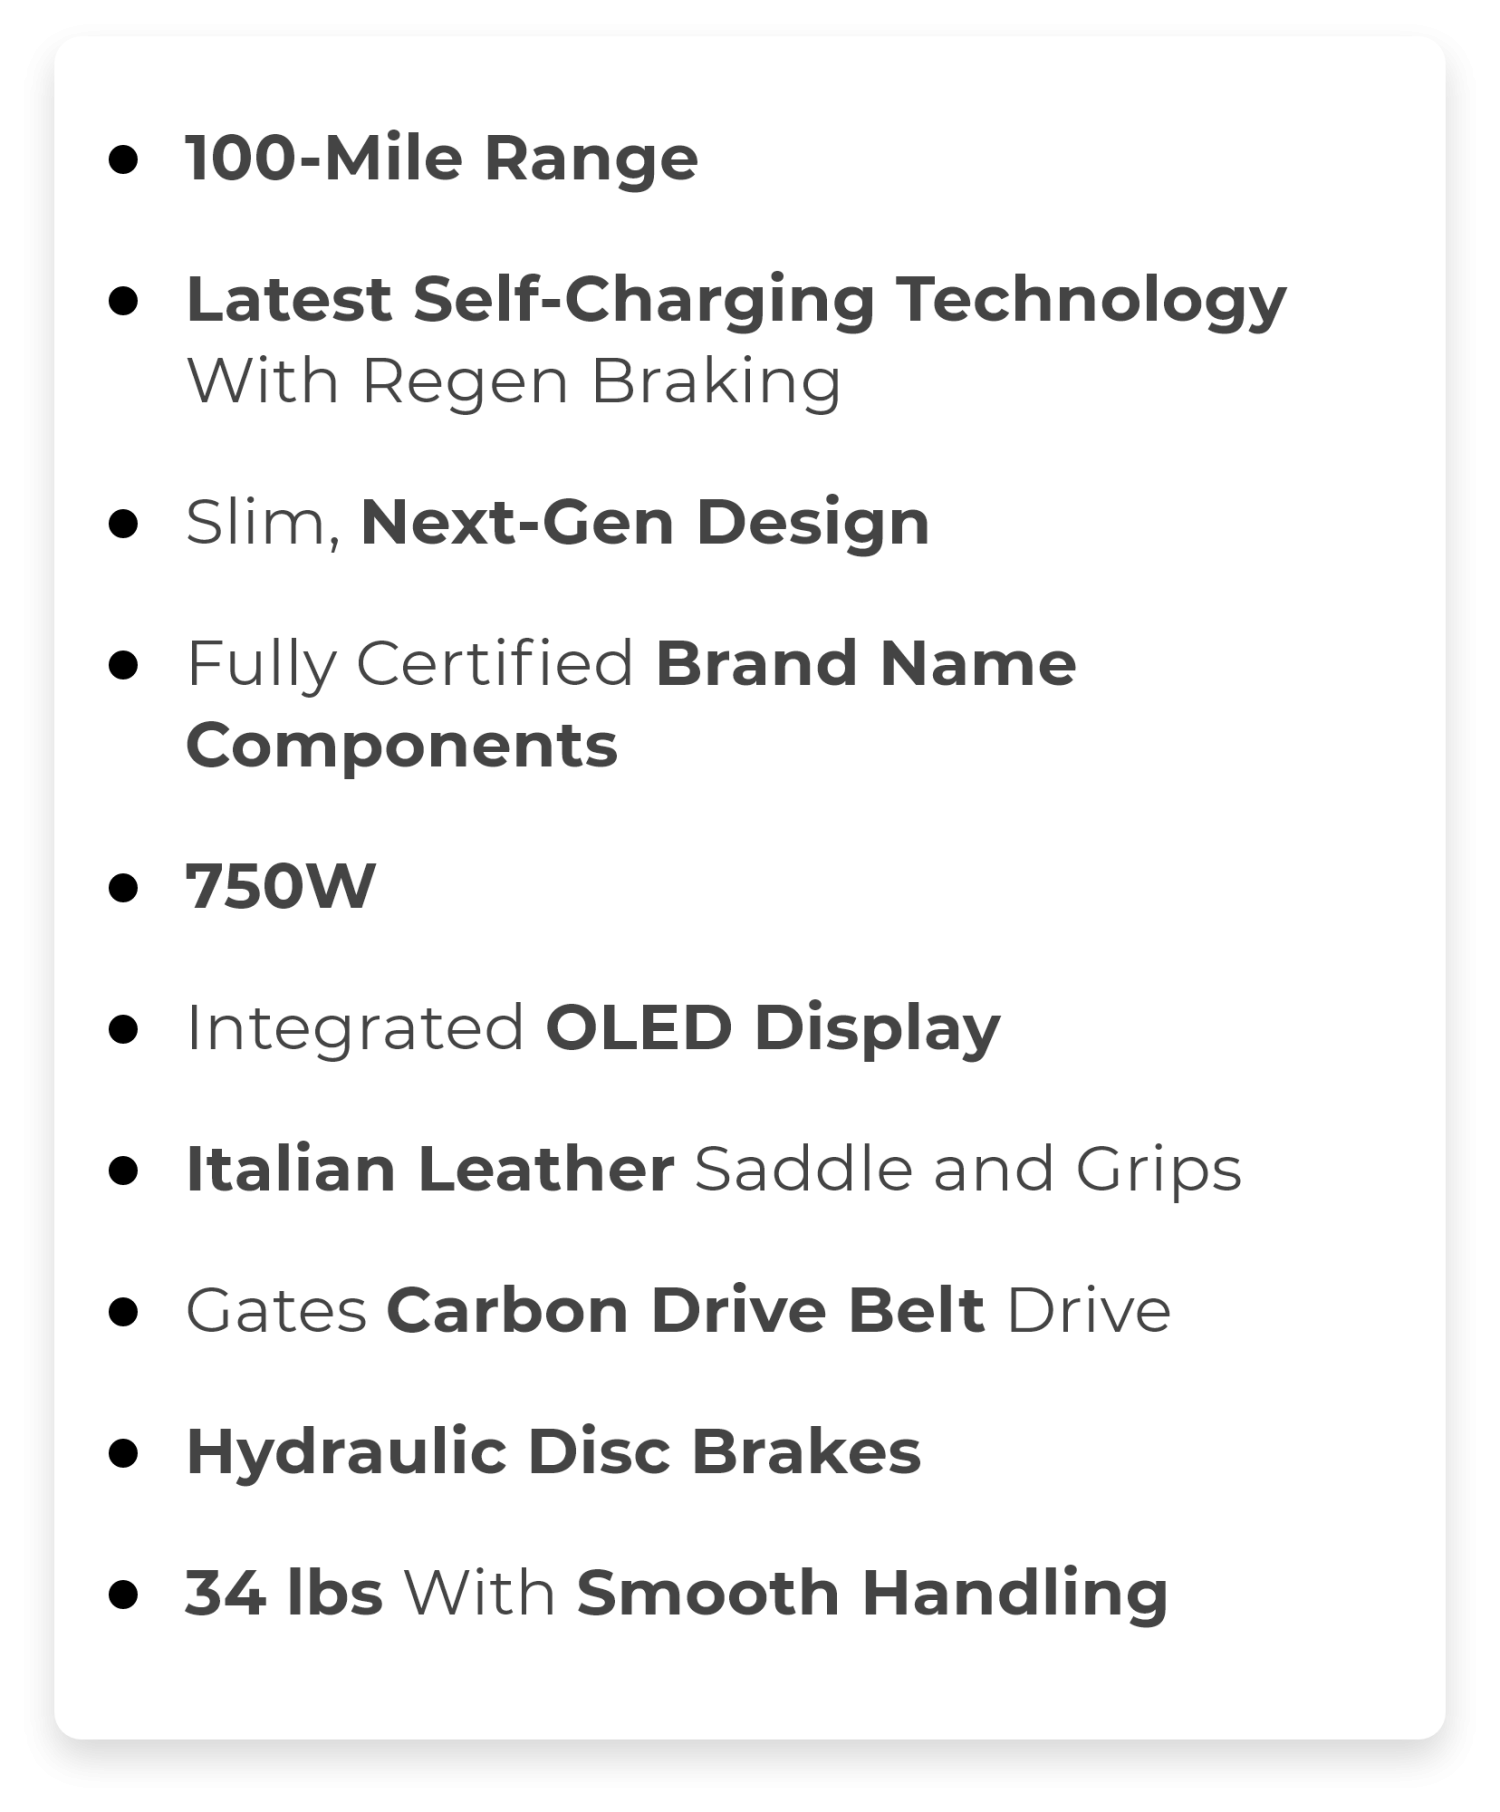 100-Mile Range
Latest Self-Charging Technology
With Regen Braking
Slim, Next-Gen Design
Fully Certified Brand Name
Components
750W
Integrated OLED Display
Italian Leather Saddle and Grips
Gates Carbon Drive Belt Drive
Hydraulic Disc Brakes
34 lbs With Smooth Handling